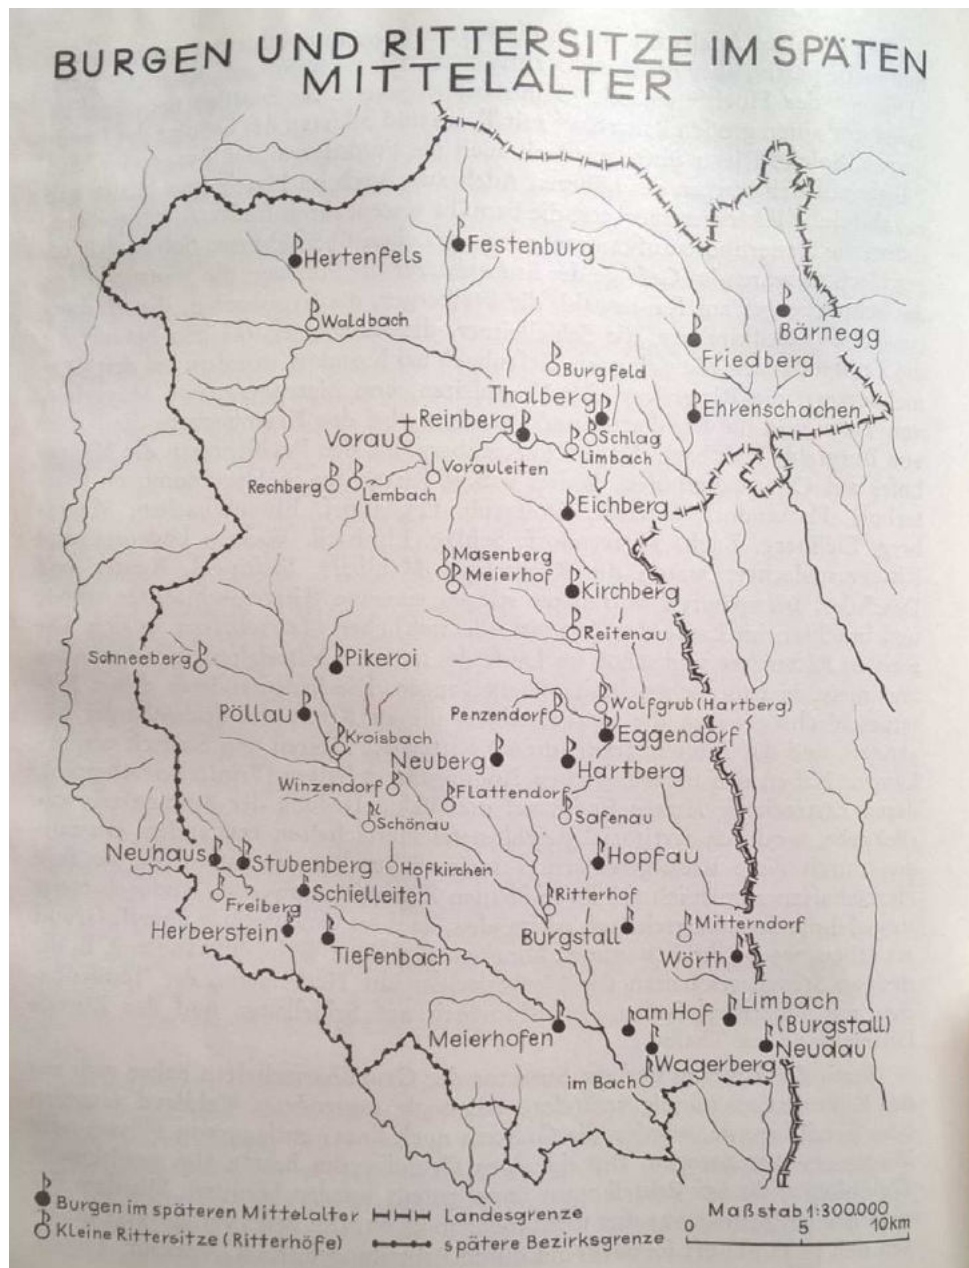 BURGEN UND RITTERSITZE IM SPÄTEN
MITTELALTER
Hertenfels
Festenburg
Waldbach
Bärnegg
Friedberg
Burgfeld
Thalberg
Ehrenschachen
Reinberg
Vorau
Schlag
Limbach
Vorauleiten
Rechberg
Lembach
Eichberg
Masenberg
Meierhof
Kirchberg
Reitenau
Schneeberg
Pikeroi
Wolfgrub (Hartberg)
Penzendorf
Pöllau
Eggendorf
Kroisbach
Neuberg
Hartberg
Winzendorf
Flattendorf
Safenau
Schönau
Neuhaus
Stubenberg
Hofkirchen
Hopfau
Schielleiten
Freiberg
Ritterhof
Mitterndorf
Herberstein
Burgstall
Tiefenbach
Wörth
Limbach
(Burgstall)
am Hof
Meierhofen
Neudau
Wagerberg
im Bach
Burgen im späteren Mittelalter
Landesgrenze
Maßstab 1:300.000
Kleine Rittersitze (Ritterhöfe)
spätere Bezirksgrenze
0 5 10km